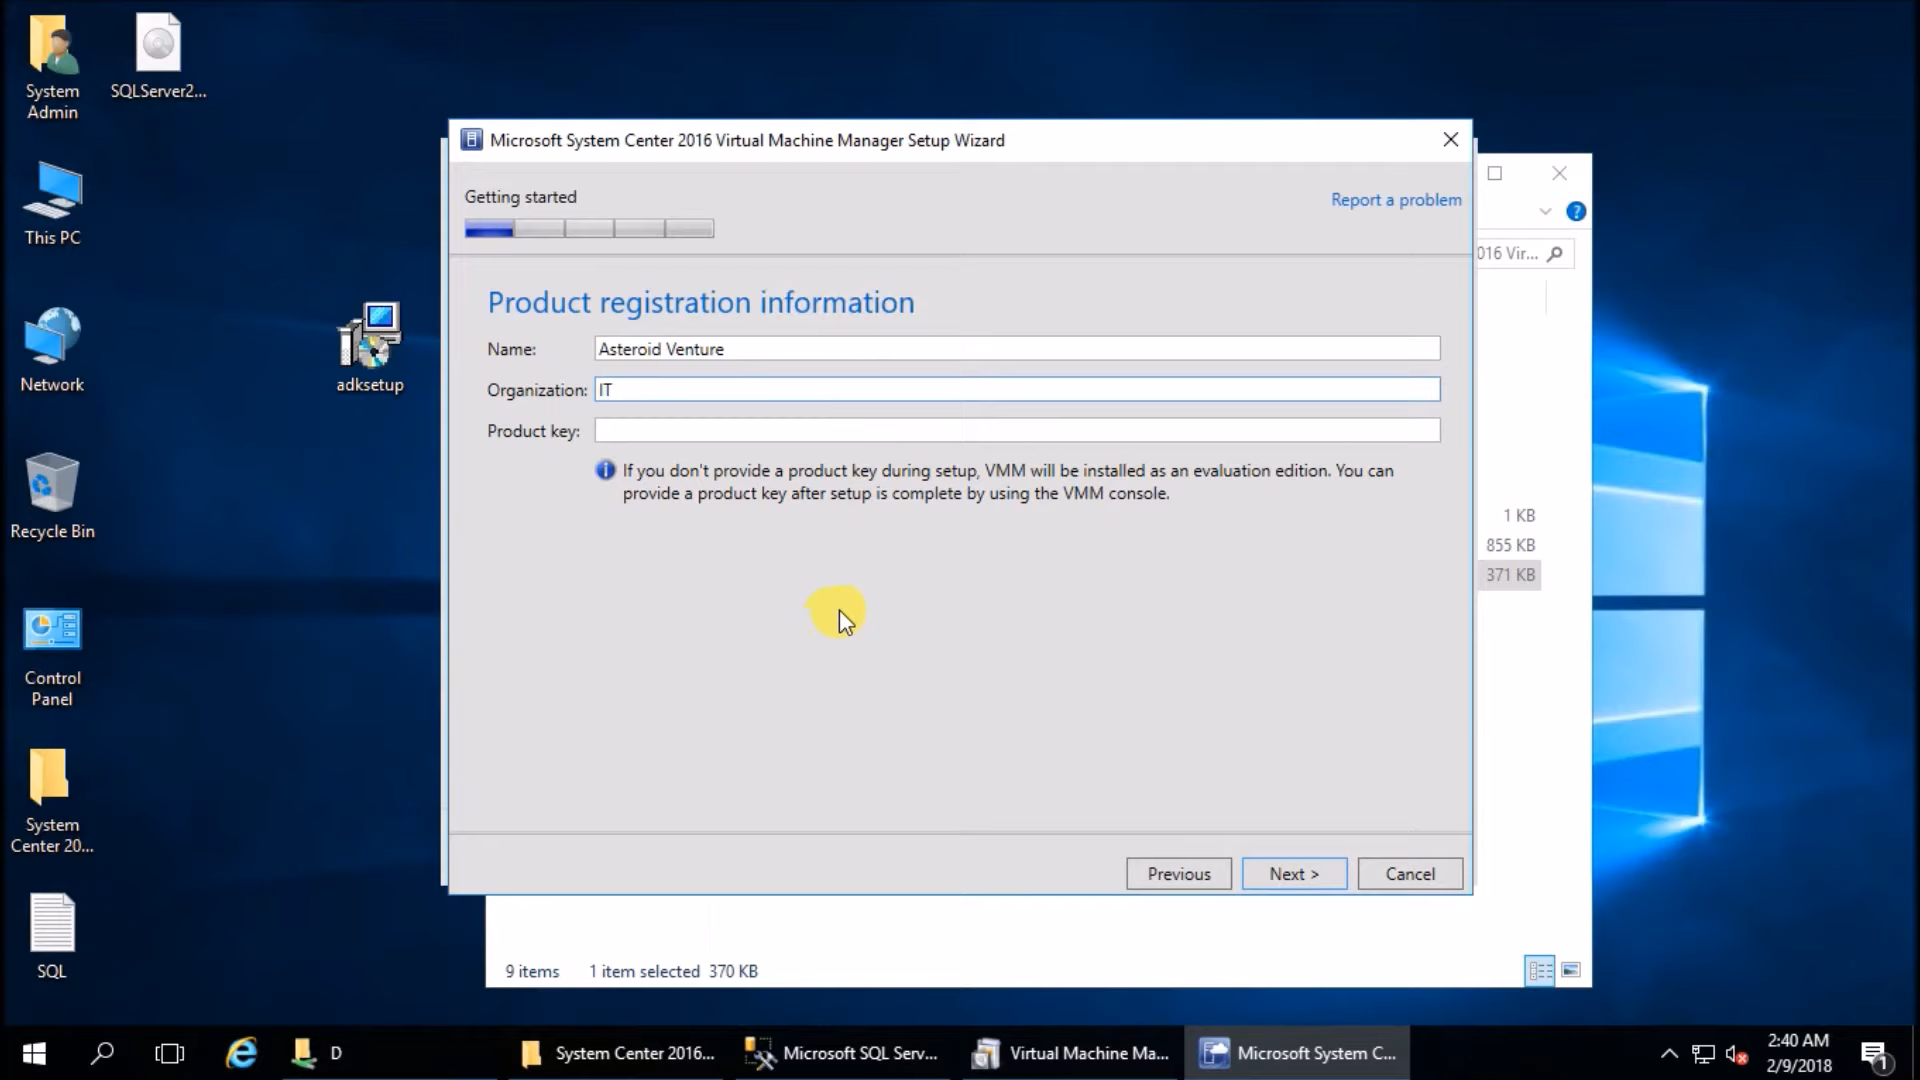 System
Admin
SQLServer2...
This PC
Network
adksetup
Recycle Bin
Control
Panel
System
Center 20...
SQL
Microsoft System Center 2016 Virtual Machine Manager Setup Wizard
Getting started
Report a problem
Product registration information
Name: Asteroid Venture
Organization: IT
Product key:
If you don't provide a product key during setup, VMM will be installed as an evaluation edition. You can
provide a product key after setup is complete by using the VMM console.
Previous
Next >
Cancel
016 Vir...
1 KB
855 KB
371 KB
9 items 1 item selected 370 KB
D
System Center 2016...
Microsoft SQL Serv...
Virtual Machine Ma...
Microsoft System C...
2:40 AM
2/9/2018
1